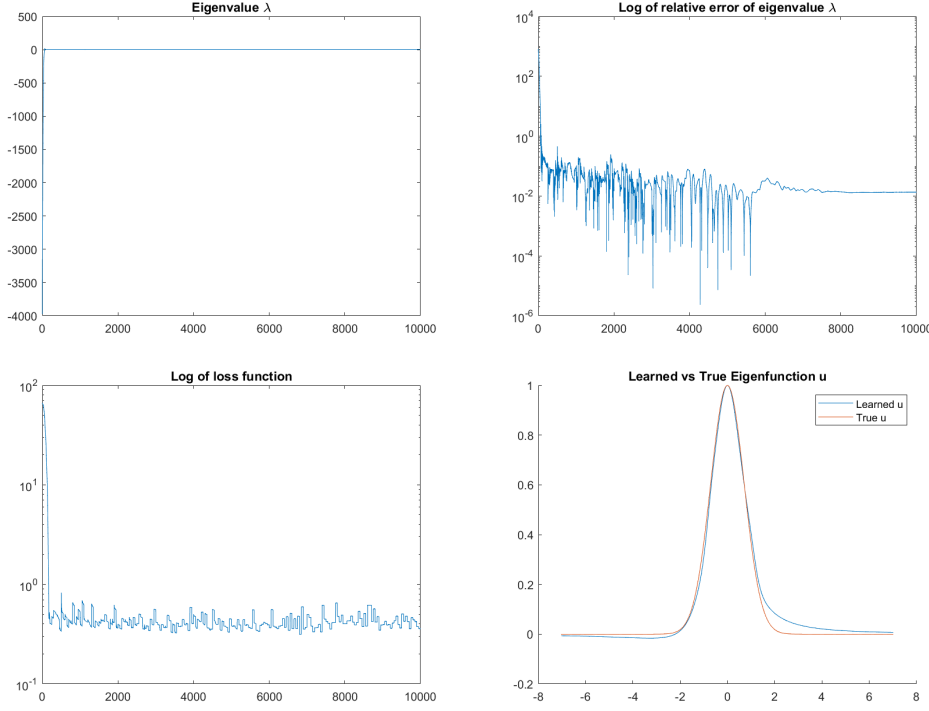 Eigenvalue λ
500
0
-500
-1000
-1500
-2000
-2500
-3000
-3500
-4000
0 2000 4000 6000 8000 10000
Log of relative error of eigenvalue λ
10^4
10^2
10^0
10^-2
10^-4
10^-6
0 2000 4000 6000 8000 10000
Log of loss function
10^2
10^1
10^0
10^-1
0 2000 4000 6000 8000 10000
Learned vs True Eigenfunction u
Learned u
True u
1
0.8
0.6
0.4
0.2
0
-0.2
-8 -6 -4 -2 0 2 4 6 8